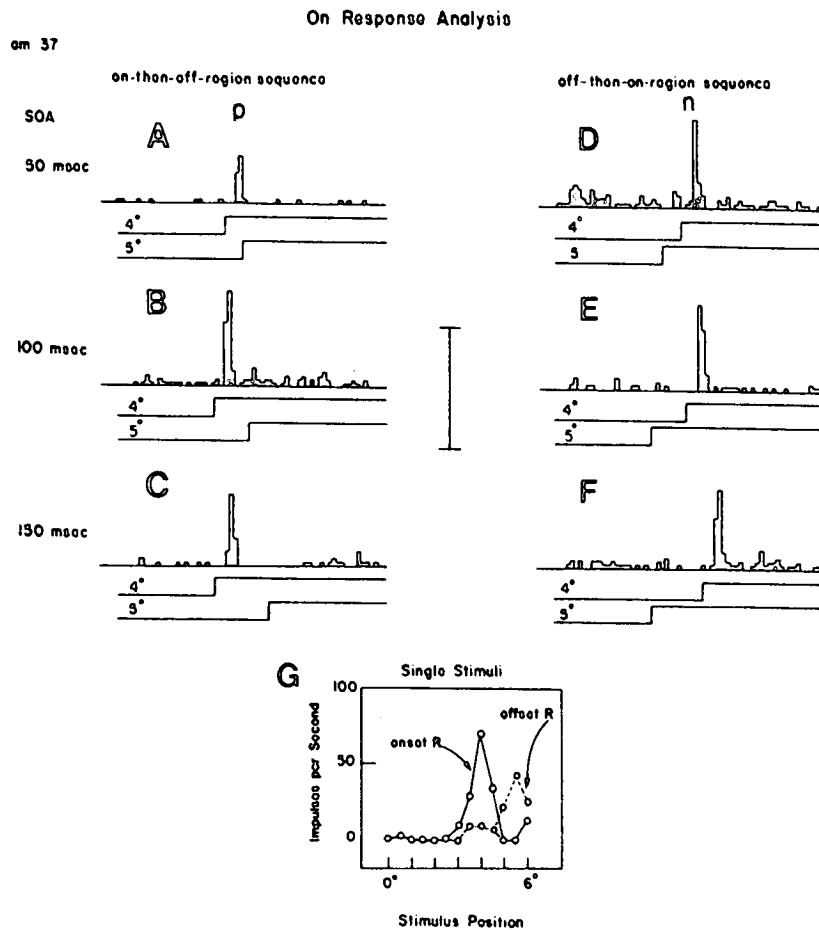 On Response Analysis
am 37
on-then-off-region sequence
off-then-on-region sequence
SOA
p
n
A
D
50 msec
4°
5°
4°
5
B
E
100 msec
4°
5°
4°
5°
C
F
150 msec
4°
5°
4°
5°
G
Single Stimuli
100
offset R
onset R
50
Impulses per Second
0
0°
6°
Stimulus Position